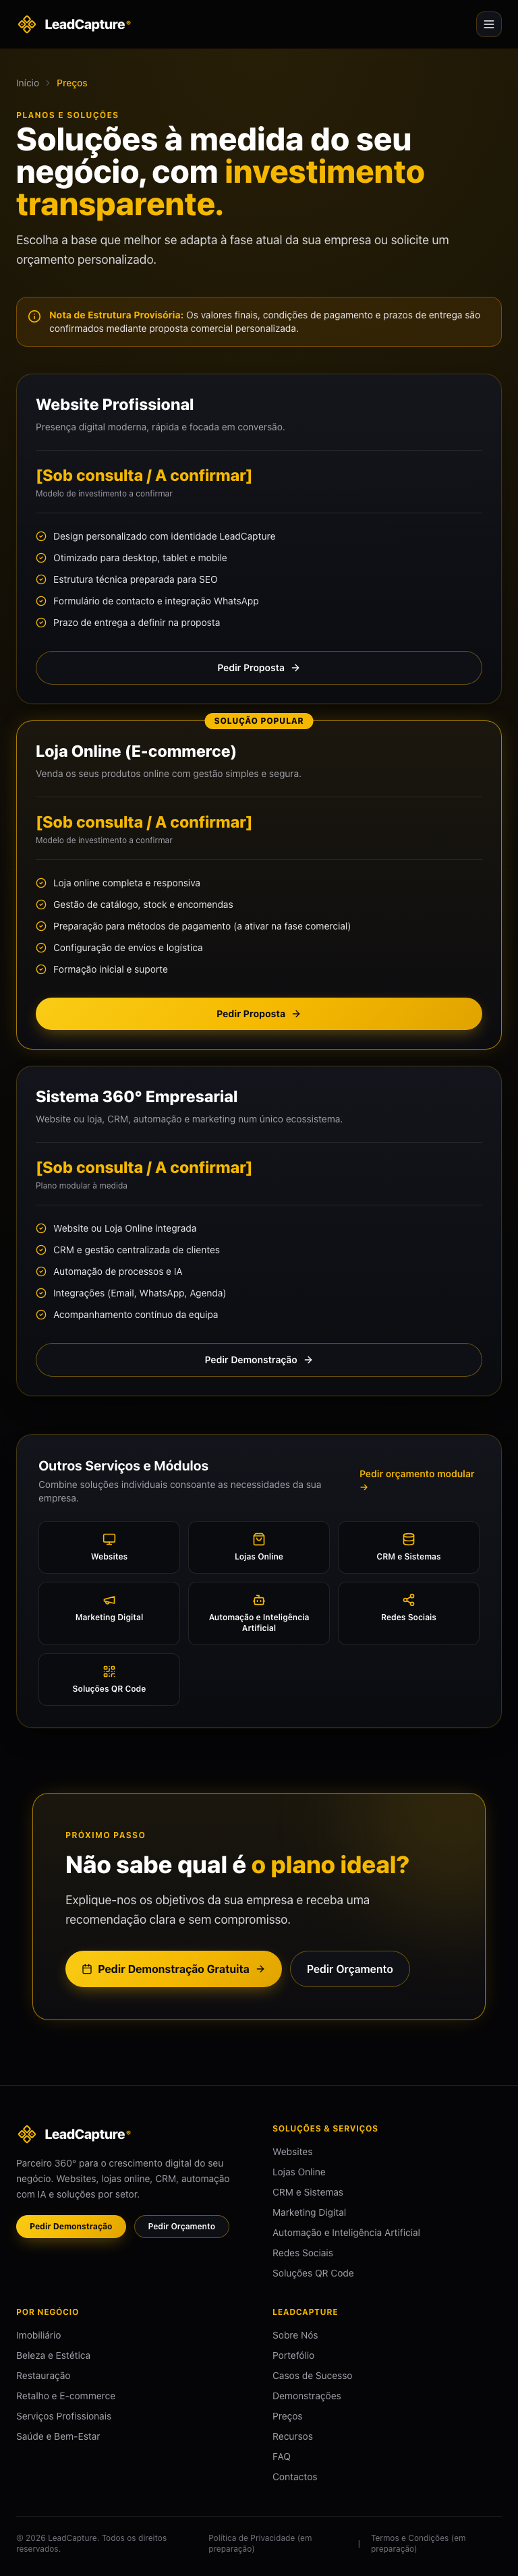 LeadCapture®
Início > Preços
PLANOS E SOLUÇÕES
Soluções à medida do seu
negócio, com investimento
transparente.
Escolha a base que melhor se adapta à fase atual da sua empresa ou solicite um
orçamento personalizado.
Nota de Estrutura Provisória: Os valores finais, condições de pagamento e prazos de entrega são
confirmados mediante proposta comercial personalizada.
Website Profissional
Presença digital moderna, rápida e focada em conversão.
[Sob consulta / A confirmar]
Modelo de investimento a confirmar
Design personalizado com identidade LeadCapture
Otimizado para desktop, tablet e mobile
Estrutura técnica preparada para SEO
Formulário de contacto e integração WhatsApp
Prazo de entrega a definir na proposta
Pedir Proposta →
SOLUÇÃO POPULAR
Loja Online (E-commerce)
Venda os seus produtos online com gestão simples e segura.
[Sob consulta / A confirmar]
Modelo de investimento a confirmar
Loja online completa e responsiva
Gestão de catálogo, stock e encomendas
Preparação para métodos de pagamento (a ativar na fase comercial)
Configuração de envios e logística
Formação inicial e suporte
Pedir Proposta →
Sistema 360º Empresarial
Website ou loja, CRM, automação e marketing num único ecossistema.
[Sob consulta / A confirmar]
Plano modular à medida
Website ou Loja Online integrada
CRM e gestão centralizada de clientes
Automação de processos e IA
Integrações (Email, WhatsApp, Agenda)
Acompanhamento contínuo da equipa
Pedir Demonstração →
Outros Serviços e Módulos
Combine soluções individuais consoante as necessidades da sua
empresa.
Pedir orçamento modular
→
Websites
Lojas Online
CRM e Sistemas
Marketing Digital
Automação e Inteligência
Artificial
Redes Sociais
Soluções QR Code
PRÓXIMO PASSO
Não sabe qual é o plano ideal?
Explique-nos os objetivos da sua empresa e receba uma
recomendação clara e sem compromisso.
Pedir Demonstração Gratuita →
Pedir Orçamento
LeadCapture®
Parceiro 360° para o crescimento digital do seu
negócio. Websites, lojas online, CRM, automação
com IA e soluções por setor.
Pedir Demonstração
Pedir Orçamento
SOLUÇÕES & SERVIÇOS
Websites
Lojas Online
CRM e Sistemas
Marketing Digital
Automação e Inteligência Artificial
Redes Sociais
Soluções QR Code
POR NEGÓCIO
Imobiliário
Beleza e Estética
Restauração
Retalho e E-commerce
Serviços Profissionais
Saúde e Bem-Estar
LEADCAPTURE
Sobre Nós
Portefólio
Casos de Sucesso
Demonstrações
Preços
Recursos
FAQ
Contactos
© 2026 LeadCapture. Todos os direitos
reservados.
Política de Privacidade (em
preparação)
|
Termos e Condições (em
preparação)